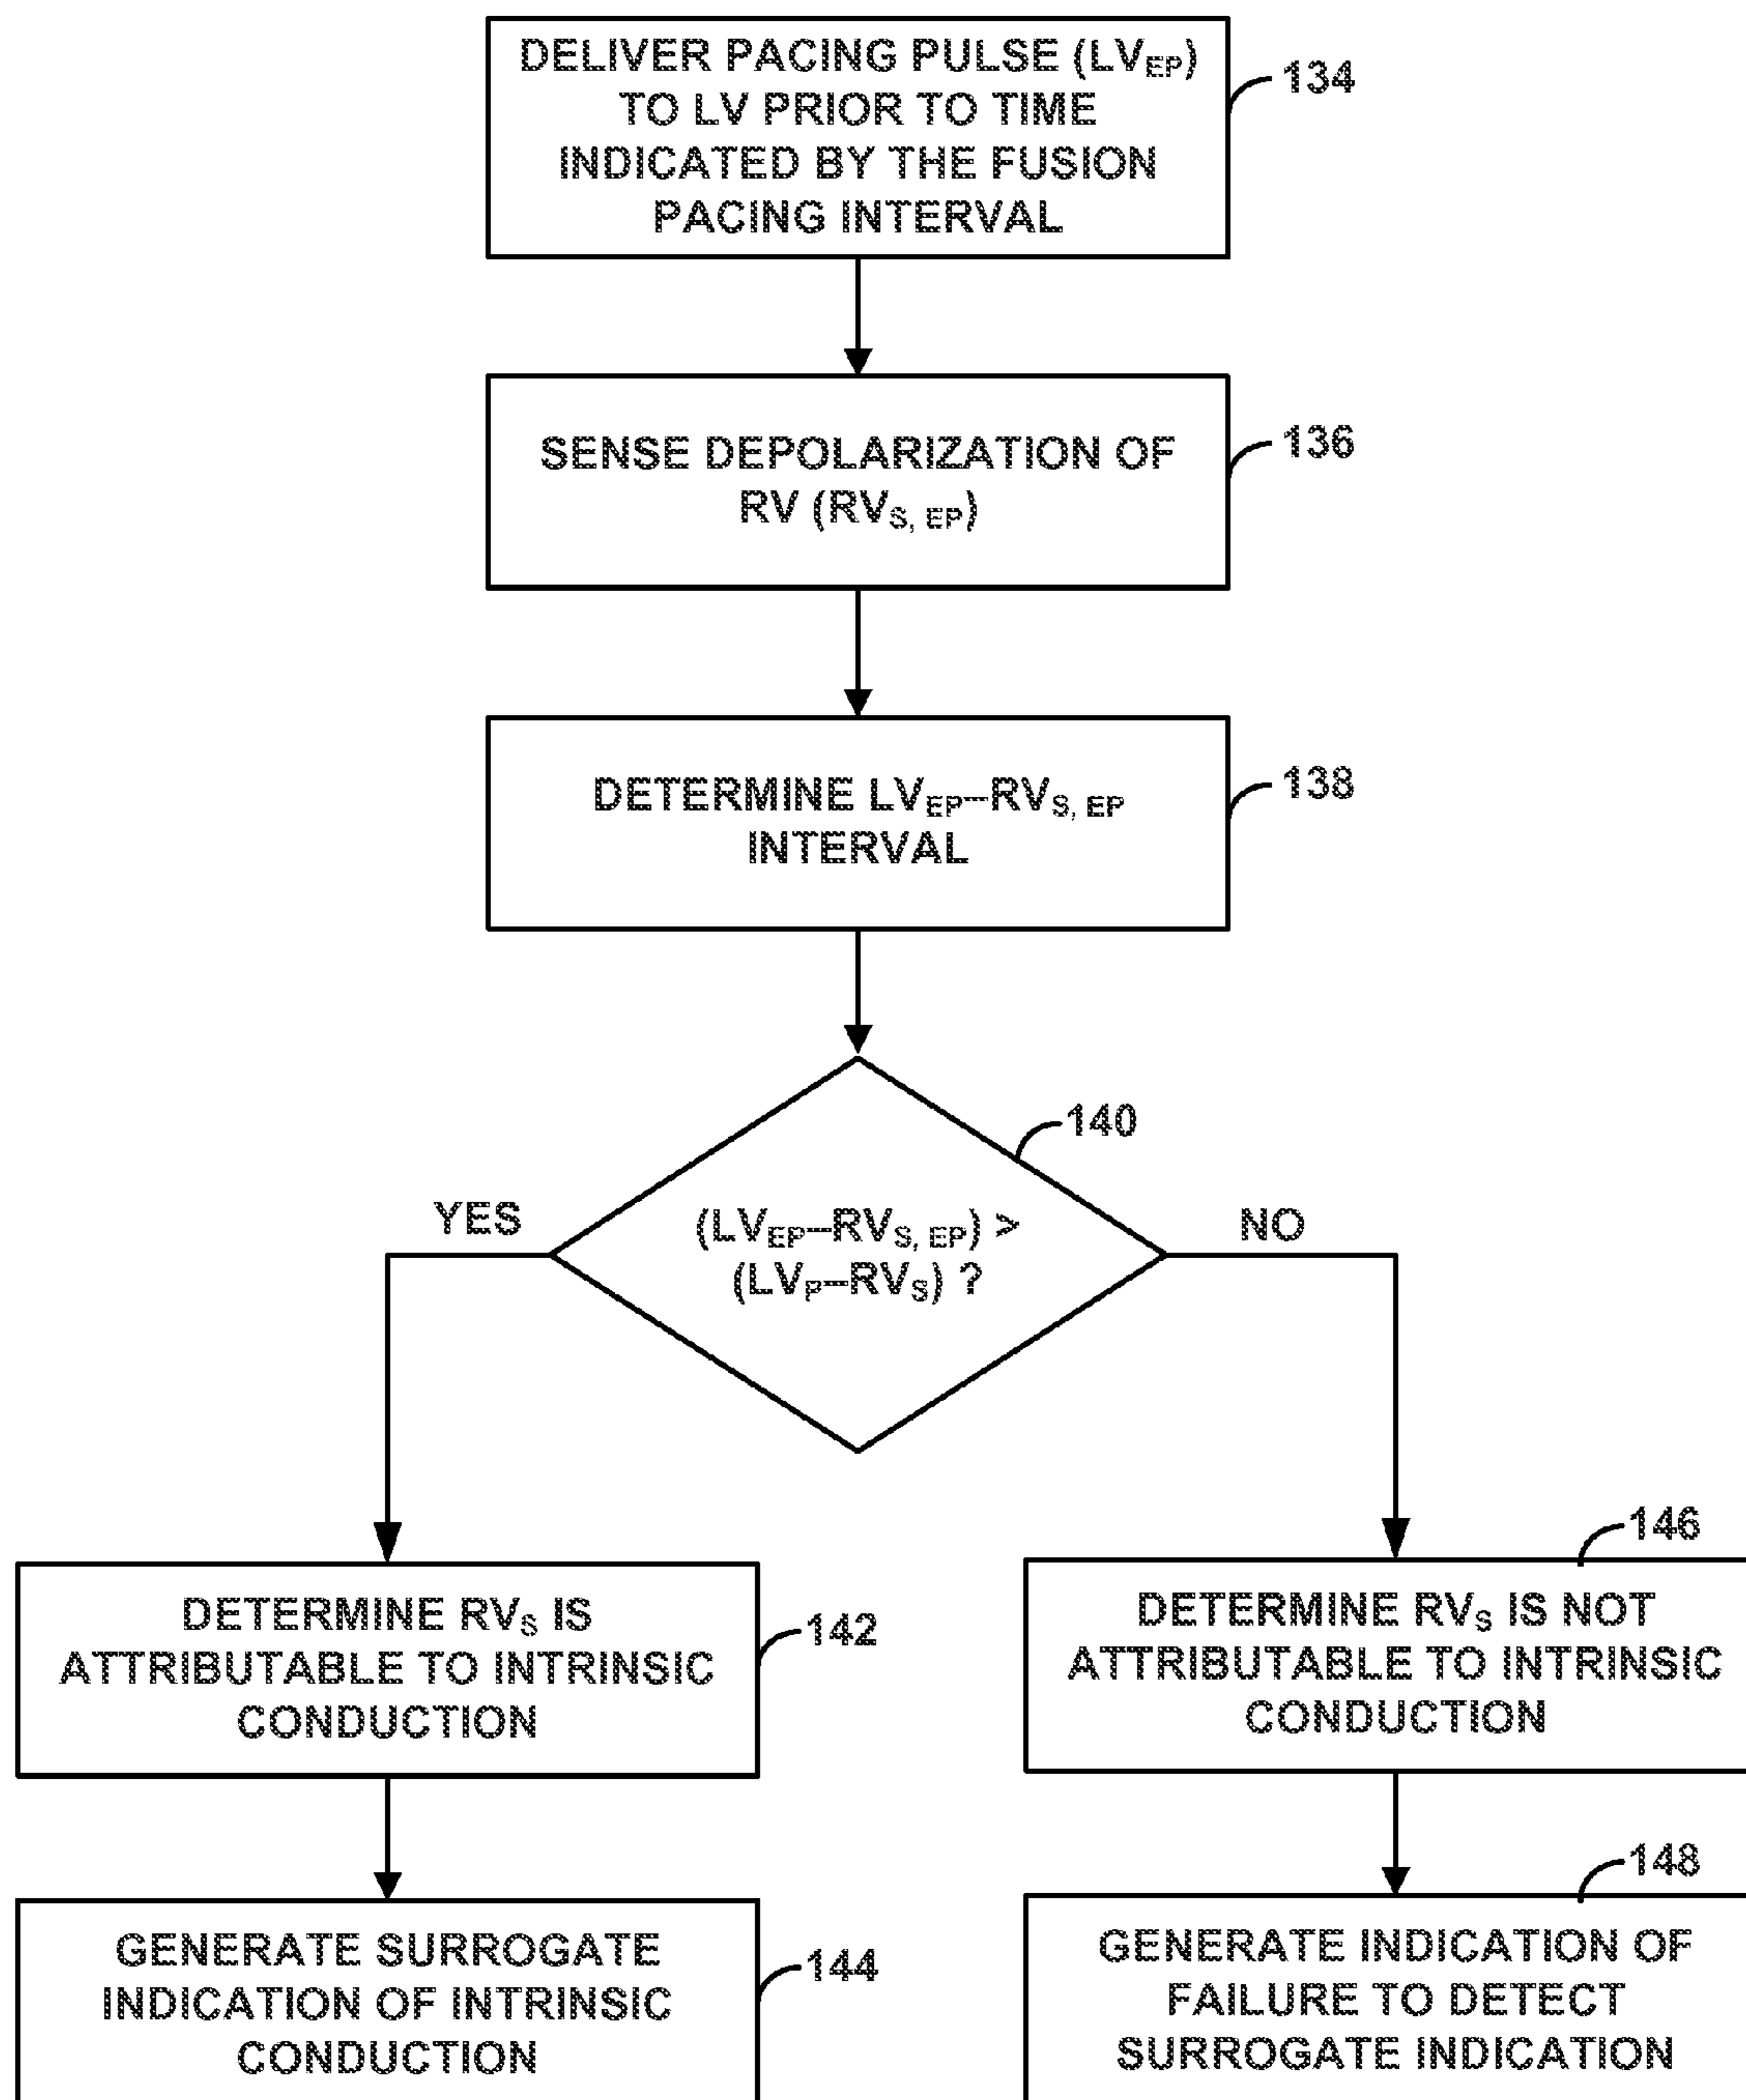 DELIVER PACING PULSE (LVEP)
TO LV PRIOR TO TIME
INDICATED BY THE FUSION
PACING INTERVAL
134
SENSE DEPOLARIZATION OF
RV (RVS, EP)
136
DETERMINE LVEP–RVS, EP
INTERVAL
138
140
(LVEP–RVS, EP) >
(LVP–RVS) ?
YES
NO
DETERMINE RVS IS
ATTRIBUTABLE TO INTRINSIC
CONDUCTION
142
146
DETERMINE RVS IS NOT
ATTRIBUTABLE TO INTRINSIC
CONDUCTION
GENERATE SURROGATE
INDICATION OF INTRINSIC
CONDUCTION
144
148
GENERATE INDICATION OF
FAILURE TO DETECT
SURROGATE INDICATION